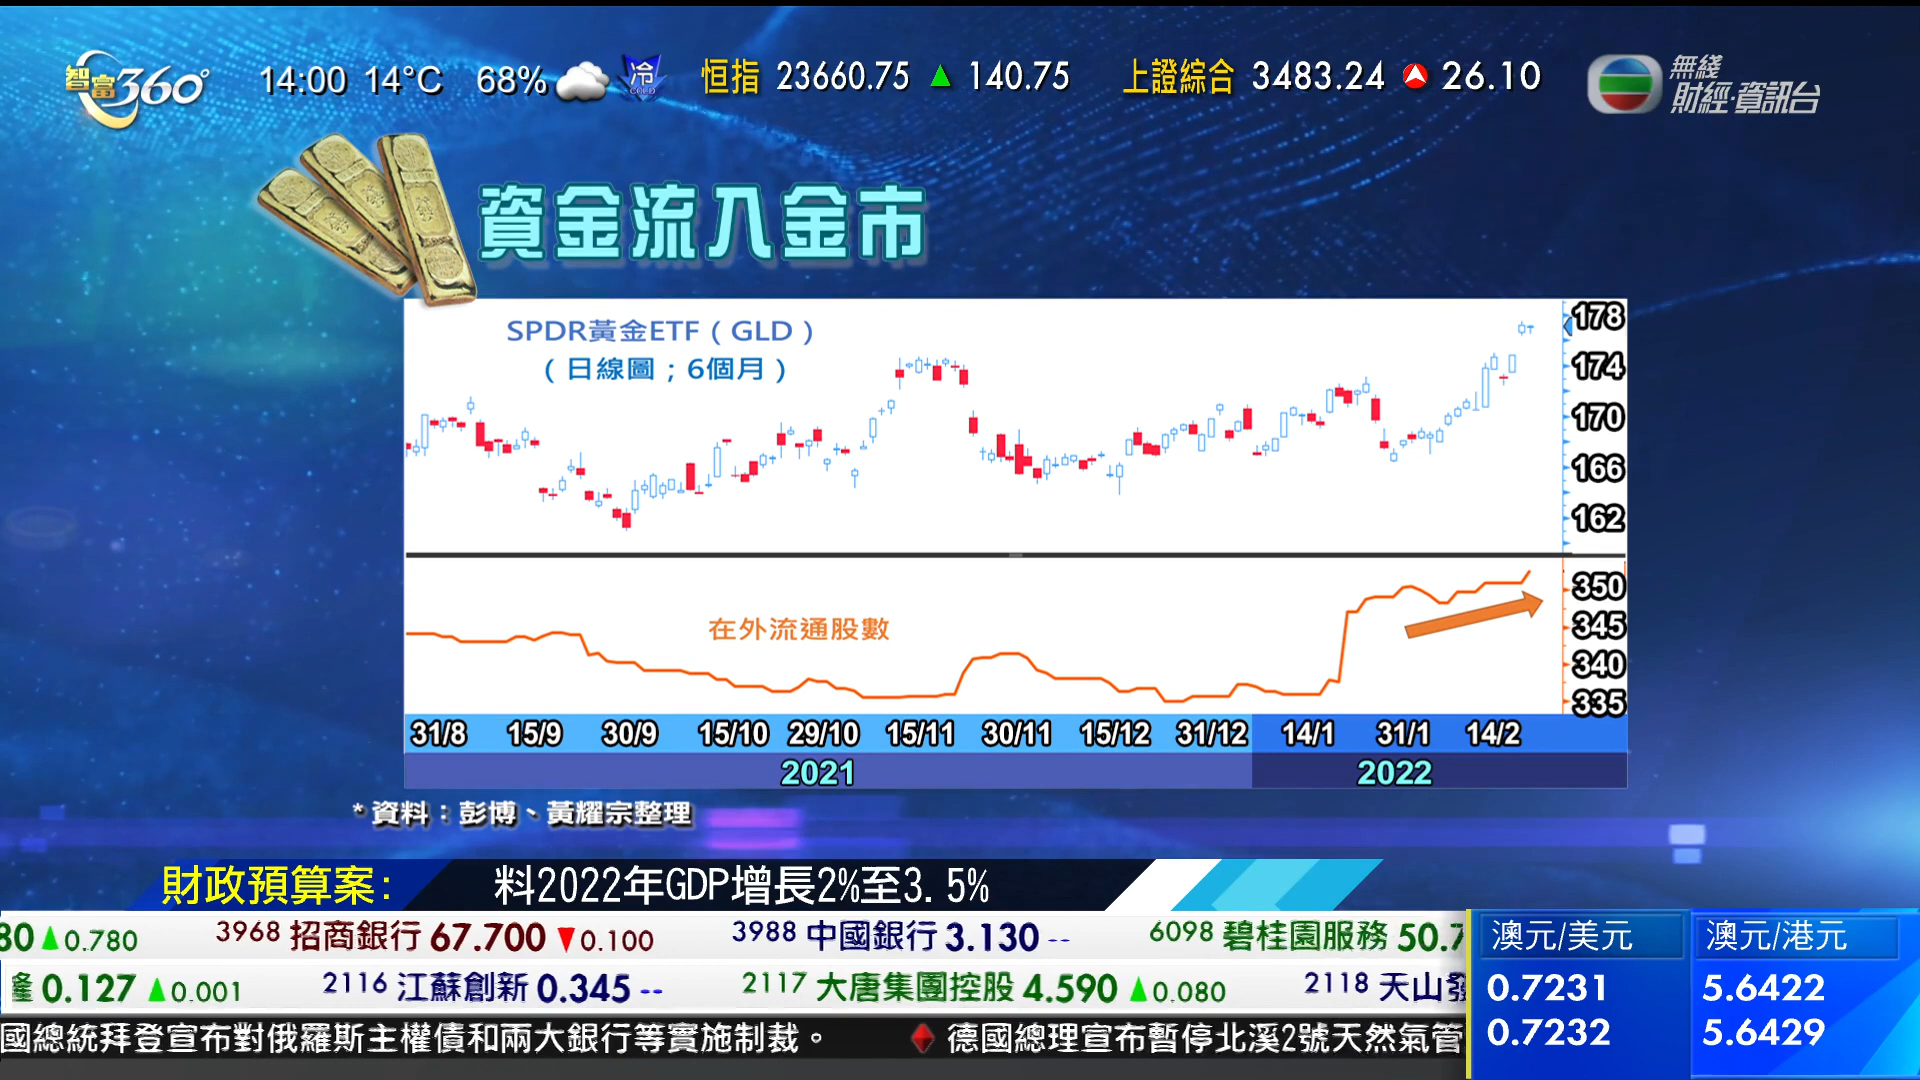 智富360°
14:00 14°C 68% 冷 COLD 恒指 23660.75 ▲ 140.75 上證綜合 3483.24 26.10
無綫
財經·資訊台
資金流入金市
SPDR黃金ETF（GLD）
（日線圖；6個月）
178
174
170
166
162
在外流通股數
350
345
340
335
31/8 15/9 30/9 15/10 29/10 15/11 30/11 15/12 31/12 14/1 31/1 14/2
2021 2022
*資料：彭博、黃耀宗整理
財政預算案: 料2022年GDP增長2%至3.5%
80 ▲0.780 3968 招商銀行 67.700 ▼0.100 3988 中國銀行 3.130 -- 6098 碧桂園服務 50.7
隆 0.127 ▲0.001 2116 江蘇創新 0.345 -- 2117 大唐集團控股 4.590 ▲0.080 2118 天山發
國總統拜登宣布對俄羅斯主權債和兩大銀行等實施制裁。 德國總理宣布暫停北溪2號天然氣管
澳元/美元 澳元/港元
0.7231 5.6422
0.7232 5.6429